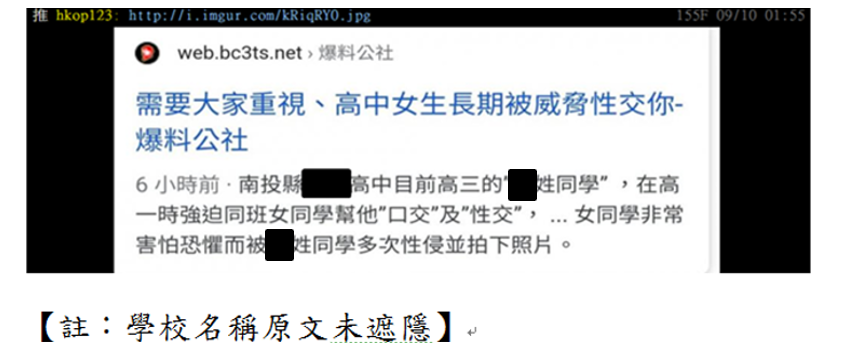 推 hkop123: http://i.imgur.com/kRiqRYO.jpg 155F 09/10 01:55
web.bc3ts.net › 爆料公社
需要大家重視、高中女生長期被威脅性交你-
爆料公社
6 小時前 · 南投縣 高中目前高三的" 姓同學" ，在高
一時強迫同班女同學幫他"口交"及"性交"， ... 女同學非常
害怕恐懼而被 姓同學多次性侵並拍下照片。
【註：學校名稱原文未遮隱】